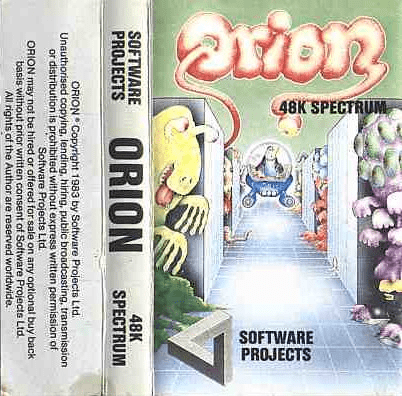 ORION ® Copyright 1983 by Software Projects Ltd.
Unauthorised copying, lending, hiring, public broadcasting, transmission
or distribution is prohibited without express written permission of
Software Projects Ltd.
ORION may not be hired or offered for sale on any optional buy back
basis without prior written consent of Software Projects Ltd.
All rights of the Author are reserved worldwide.
SOFTWARE
PROJECTS
ORION
48K
SPECTRUM
Orion
48K SPECTRUM
SOFTWARE
PROJECTS